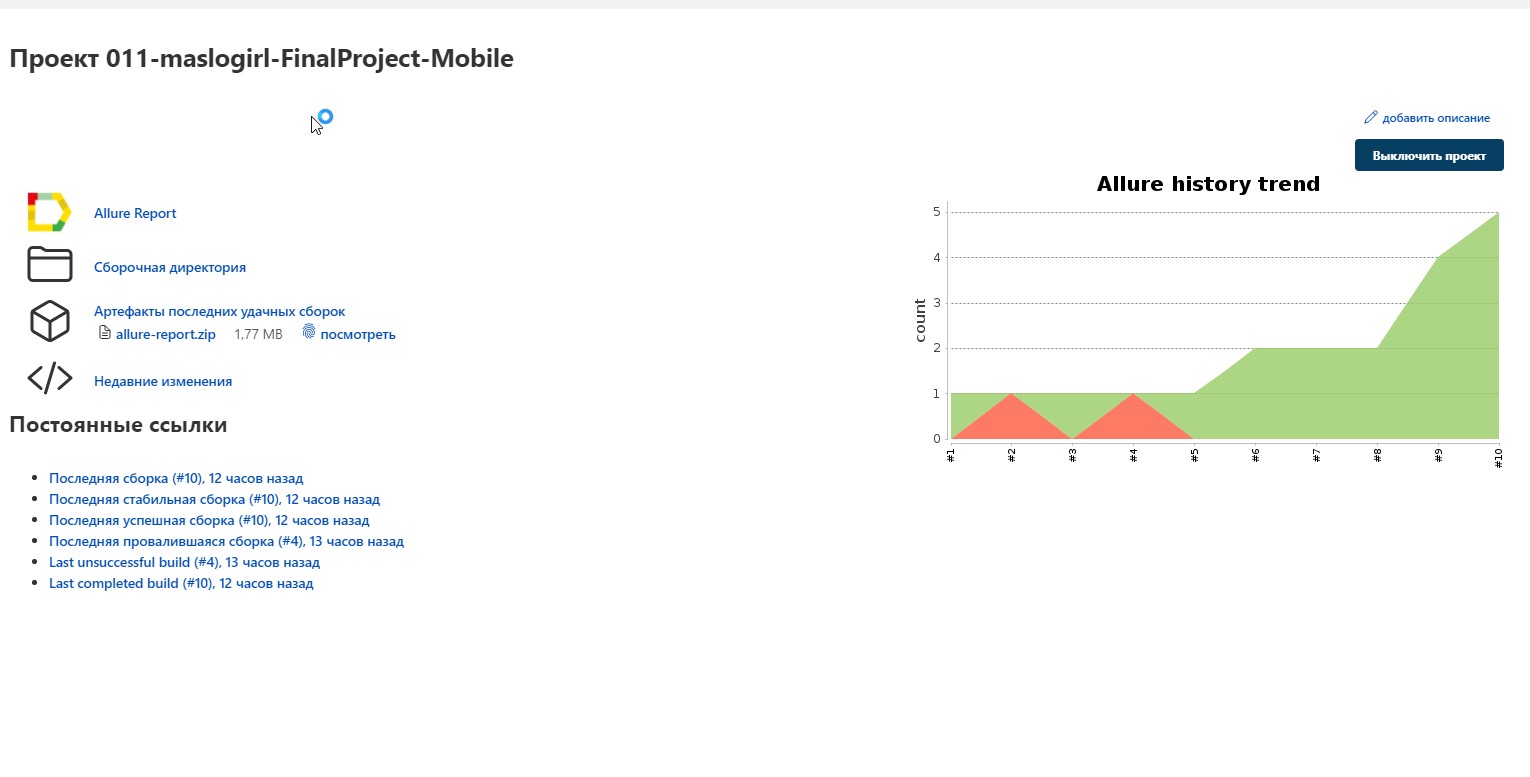 Проект 011-maslogirl-FinalProject-Mobile
добавить описание
Выключить проект
Allure Report
Сборочная директория
Артефакты последних удачных сборок
allure-report.zip 1,77 MB посмотреть
Недавние изменения
Allure history trend
count
5
4
3
2
1
0
#1 #2 #3 #4 #5 #6 #7 #8 #9 #10
Постоянные ссылки
Последняя сборка (#10), 12 часов назад
Последняя стабильная сборка (#10), 12 часов назад
Последняя успешная сборка (#10), 12 часов назад
Последняя провалившаяся сборка (#4), 13 часов назад
Last unsuccessful build (#4), 13 часов назад
Last completed build (#10), 12 часов назад